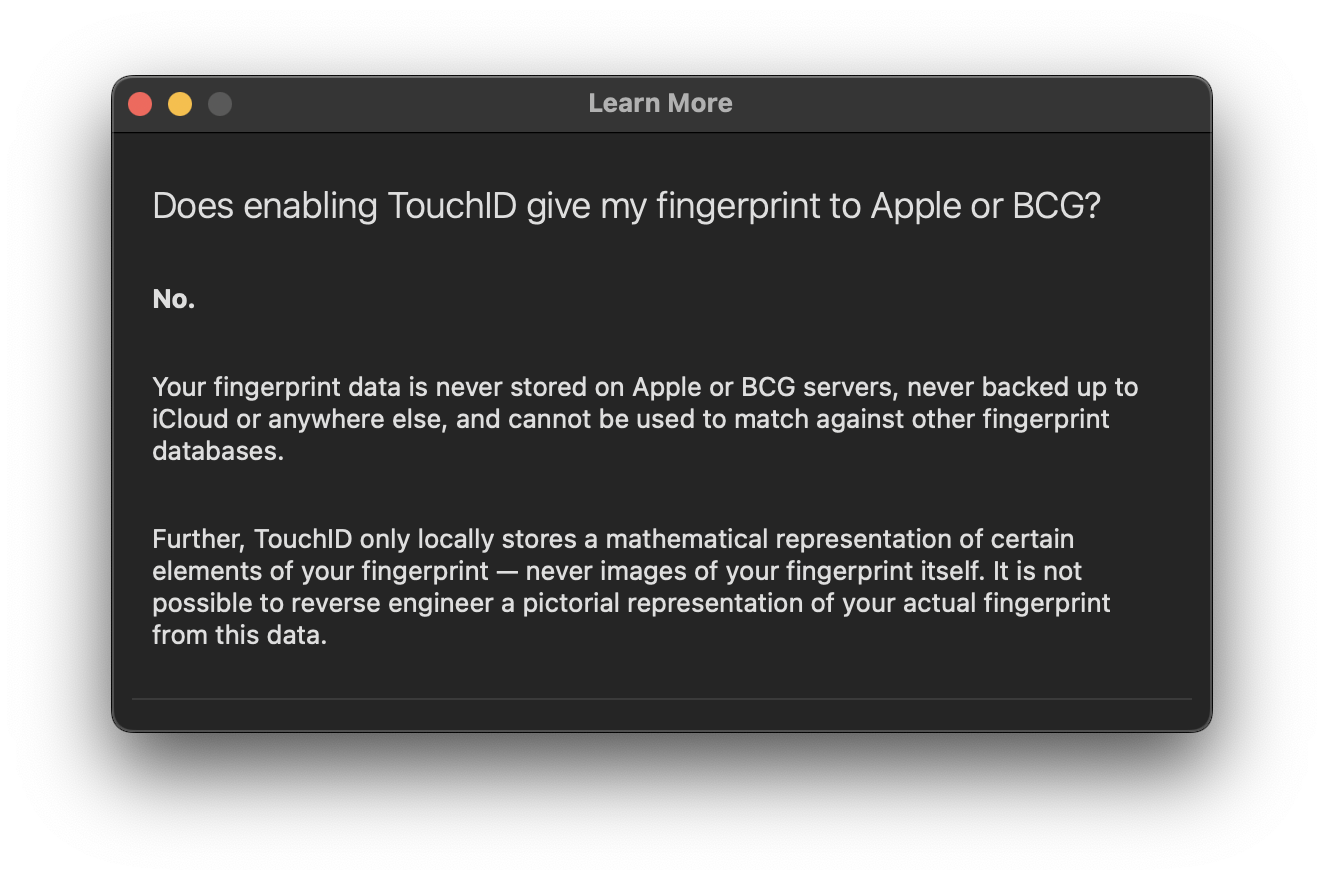 Learn More
Does enabling TouchID give my fingerprint to Apple or BCG?
No.
Your fingerprint data is never stored on Apple or BCG servers, never backed up to
iCloud or anywhere else, and cannot be used to match against other fingerprint
databases.
Further, TouchID only locally stores a mathematical representation of certain
elements of your fingerprint — never images of your fingerprint itself. It is not
possible to reverse engineer a pictorial representation of your actual fingerprint
from this data.